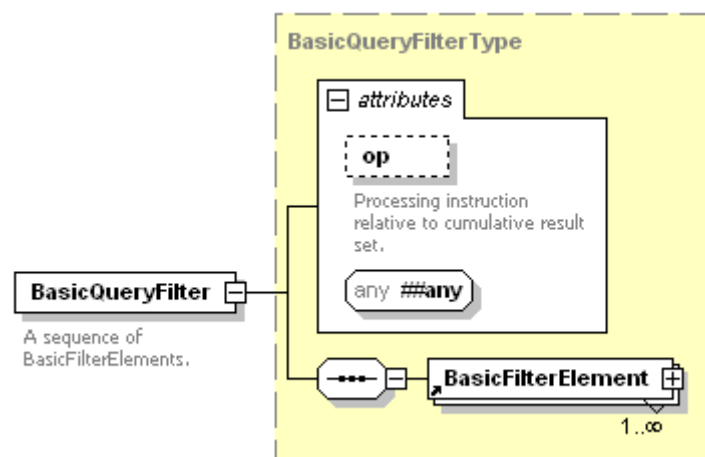 BasicQueryFilterType
attributes
op
Processing instruction
relative to cumulative result
set.
any ##any
BasicQueryFilter
A sequence of
BasicFilterElements.
BasicFilterElement
1..∞